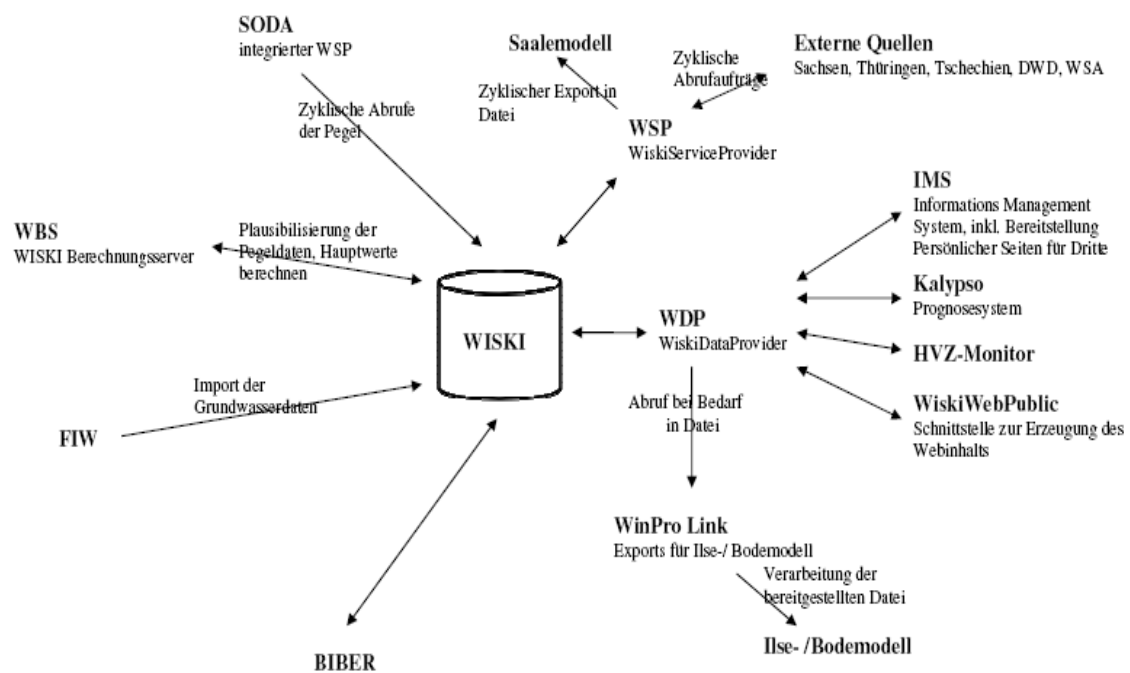 SODA
integrierter WSP
Zyklische Abrufe
der Pegel
Saalemodell
Zyklischer Export in
Datei
Zyklische
Abrufaufträge
Externe Quellen
Sachsen, Thüringen, Tschechien, DWD, WSA
WSP
WiskiServiceProvider
WBS
WISKI Berechnungsserver
Plausibilisierung der
Pegeldaten, Hauptwerte
berechnen
IMS
Informations Management
System, inkl. Bereitstellung
Persönlicher Seiten für Dritte
Kalypso
Prognosesystem
WISKI
WDP
WiskiDataProvider
HVZ-Monitor
WiskiWebPublic
Schnittstelle zur Erzeugung des
Webinhalts
Import der
Grundwasserdaten
FIW
Abruf bei Bedarf
in Datei
WinPro Link
Exports für Ilse-/ Bodemodell
Verarbeitung der
bereitgestellten Datei
Ilse- /Bodemodell
BIBER